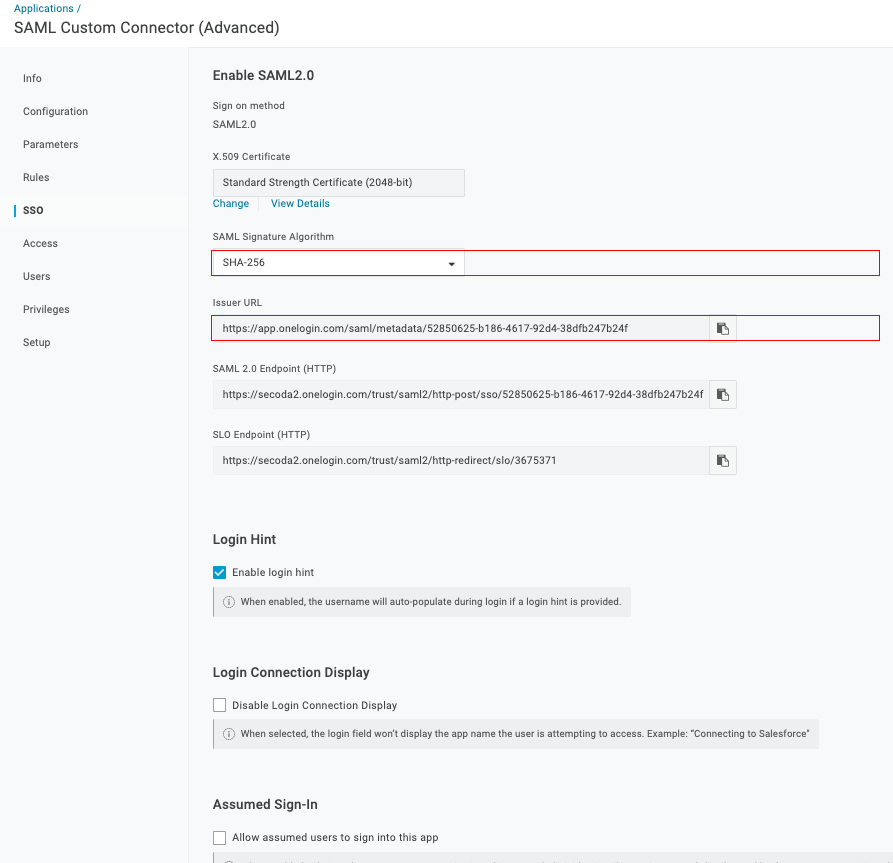 Applications /
SAML Custom Connector (Advanced)
Info
Configuration
Parameters
Rules
SSO
Access
Users
Privileges
Setup
Enable SAML2.0
Sign on method
SAML2.0
X.509 Certificate
Standard Strength Certificate (2048-bit)
Change
View Details
SAML Signature Algorithm
SHA-256
Issuer URL
https://app.onelogin.com/saml/metadata/52850625-b186-4617-92d4-38dfb247b24f
SAML 2.0 Endpoint (HTTP)
https://secoda2.onelogin.com/trust/saml2/http-post/sso/52850625-b186-4617-92d4-38dfb247b24f
SLO Endpoint (HTTP)
https://secoda2.onelogin.com/trust/saml2/http-redirect/slo/3675371
Login Hint
Enable login hint
When enabled, the username will auto-populate during login if a login hint is provided.
Login Connection Display
Disable Login Connection Display
When selected, the login field won't display the app name the user is attempting to access. Example: "Connecting to Salesforce"
Assumed Sign-In
Allow assumed users to sign into this app